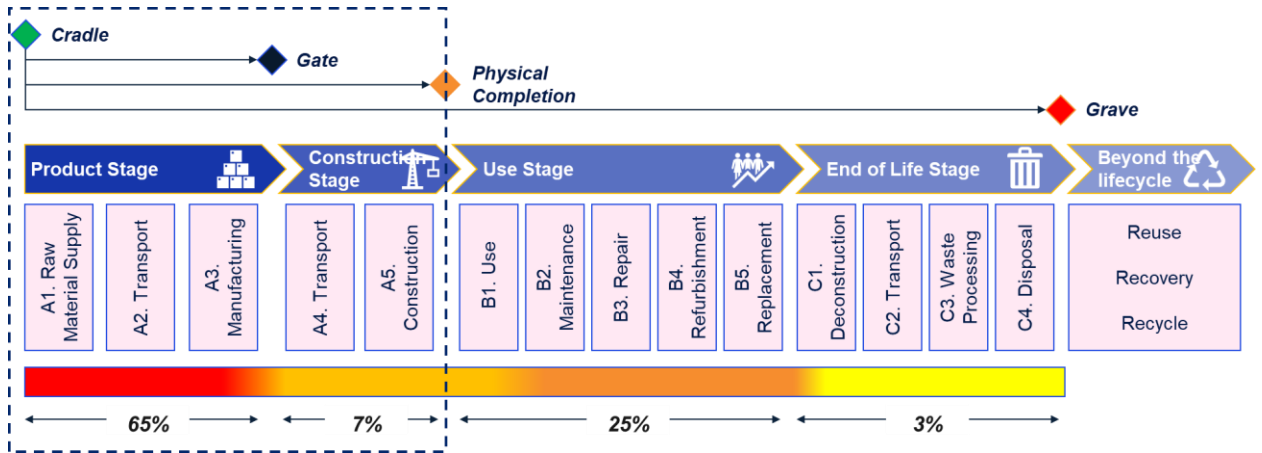 Cradle
Gate
Physical
Completion
Grave
Product Stage
Construction
Stage
Use Stage
End of Life Stage
Beyond the
lifecycle
A1. Raw
Material Supply
A2. Transport
A3.
Manufacturing
A4. Transport
A5.
Construction
B1. Use
B2.
Maintenance
B3. Repair
B4.
Refurbishment
B5.
Replacement
C1.
Deconstruction
C2. Transport
C3. Waste
Processing
C4. Disposal
Reuse
Recovery
Recycle
65%
7%
25%
3%